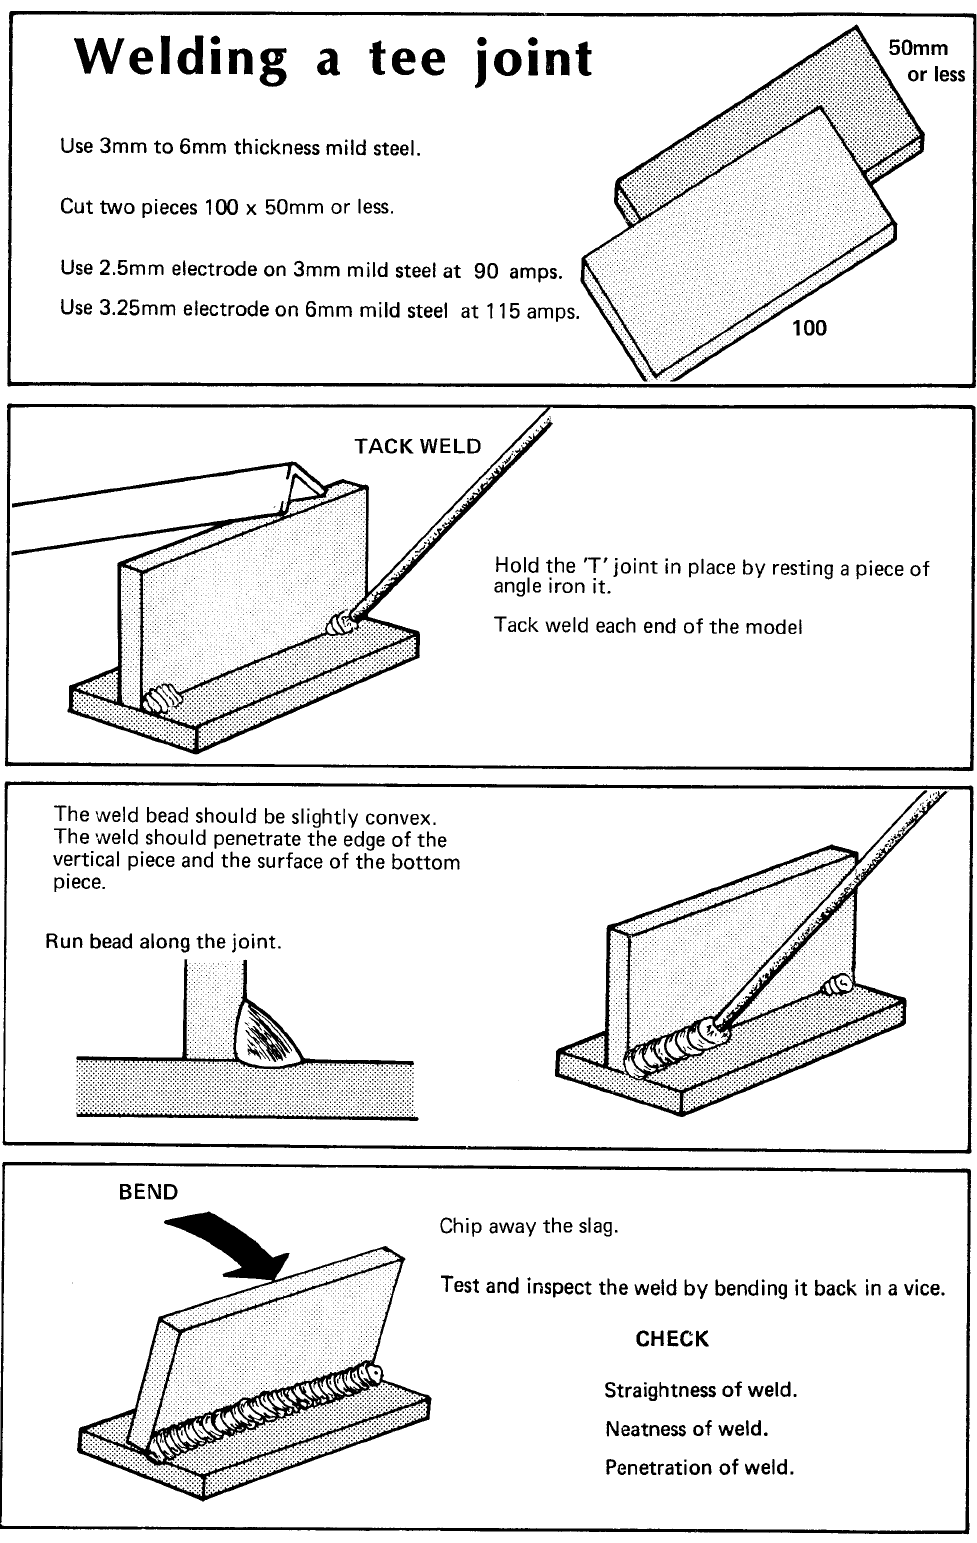 Welding a tee joint
50mm
or less
Use 3mm to 6mm thickness mild steel.
Cut two pieces 100 x 50mm or less.
Use 2.5mm electrode on 3mm mild steel at 90 amps.
Use 3.25mm electrode on 6mm mild steel at 115 amps.
100
TACK WELD
Hold the 'T' joint in place by resting a piece of
angle iron it.
Tack weld each end of the model
The weld bead should be slightly convex.
The weld should penetrate the edge of the
vertical piece and the surface of the bottom
piece.
Run bead along the joint.
BEND
Chip away the slag.
Test and inspect the weld by bending it back in a vice.
CHECK
Straightness of weld.
Neatness of weld.
Penetration of weld.